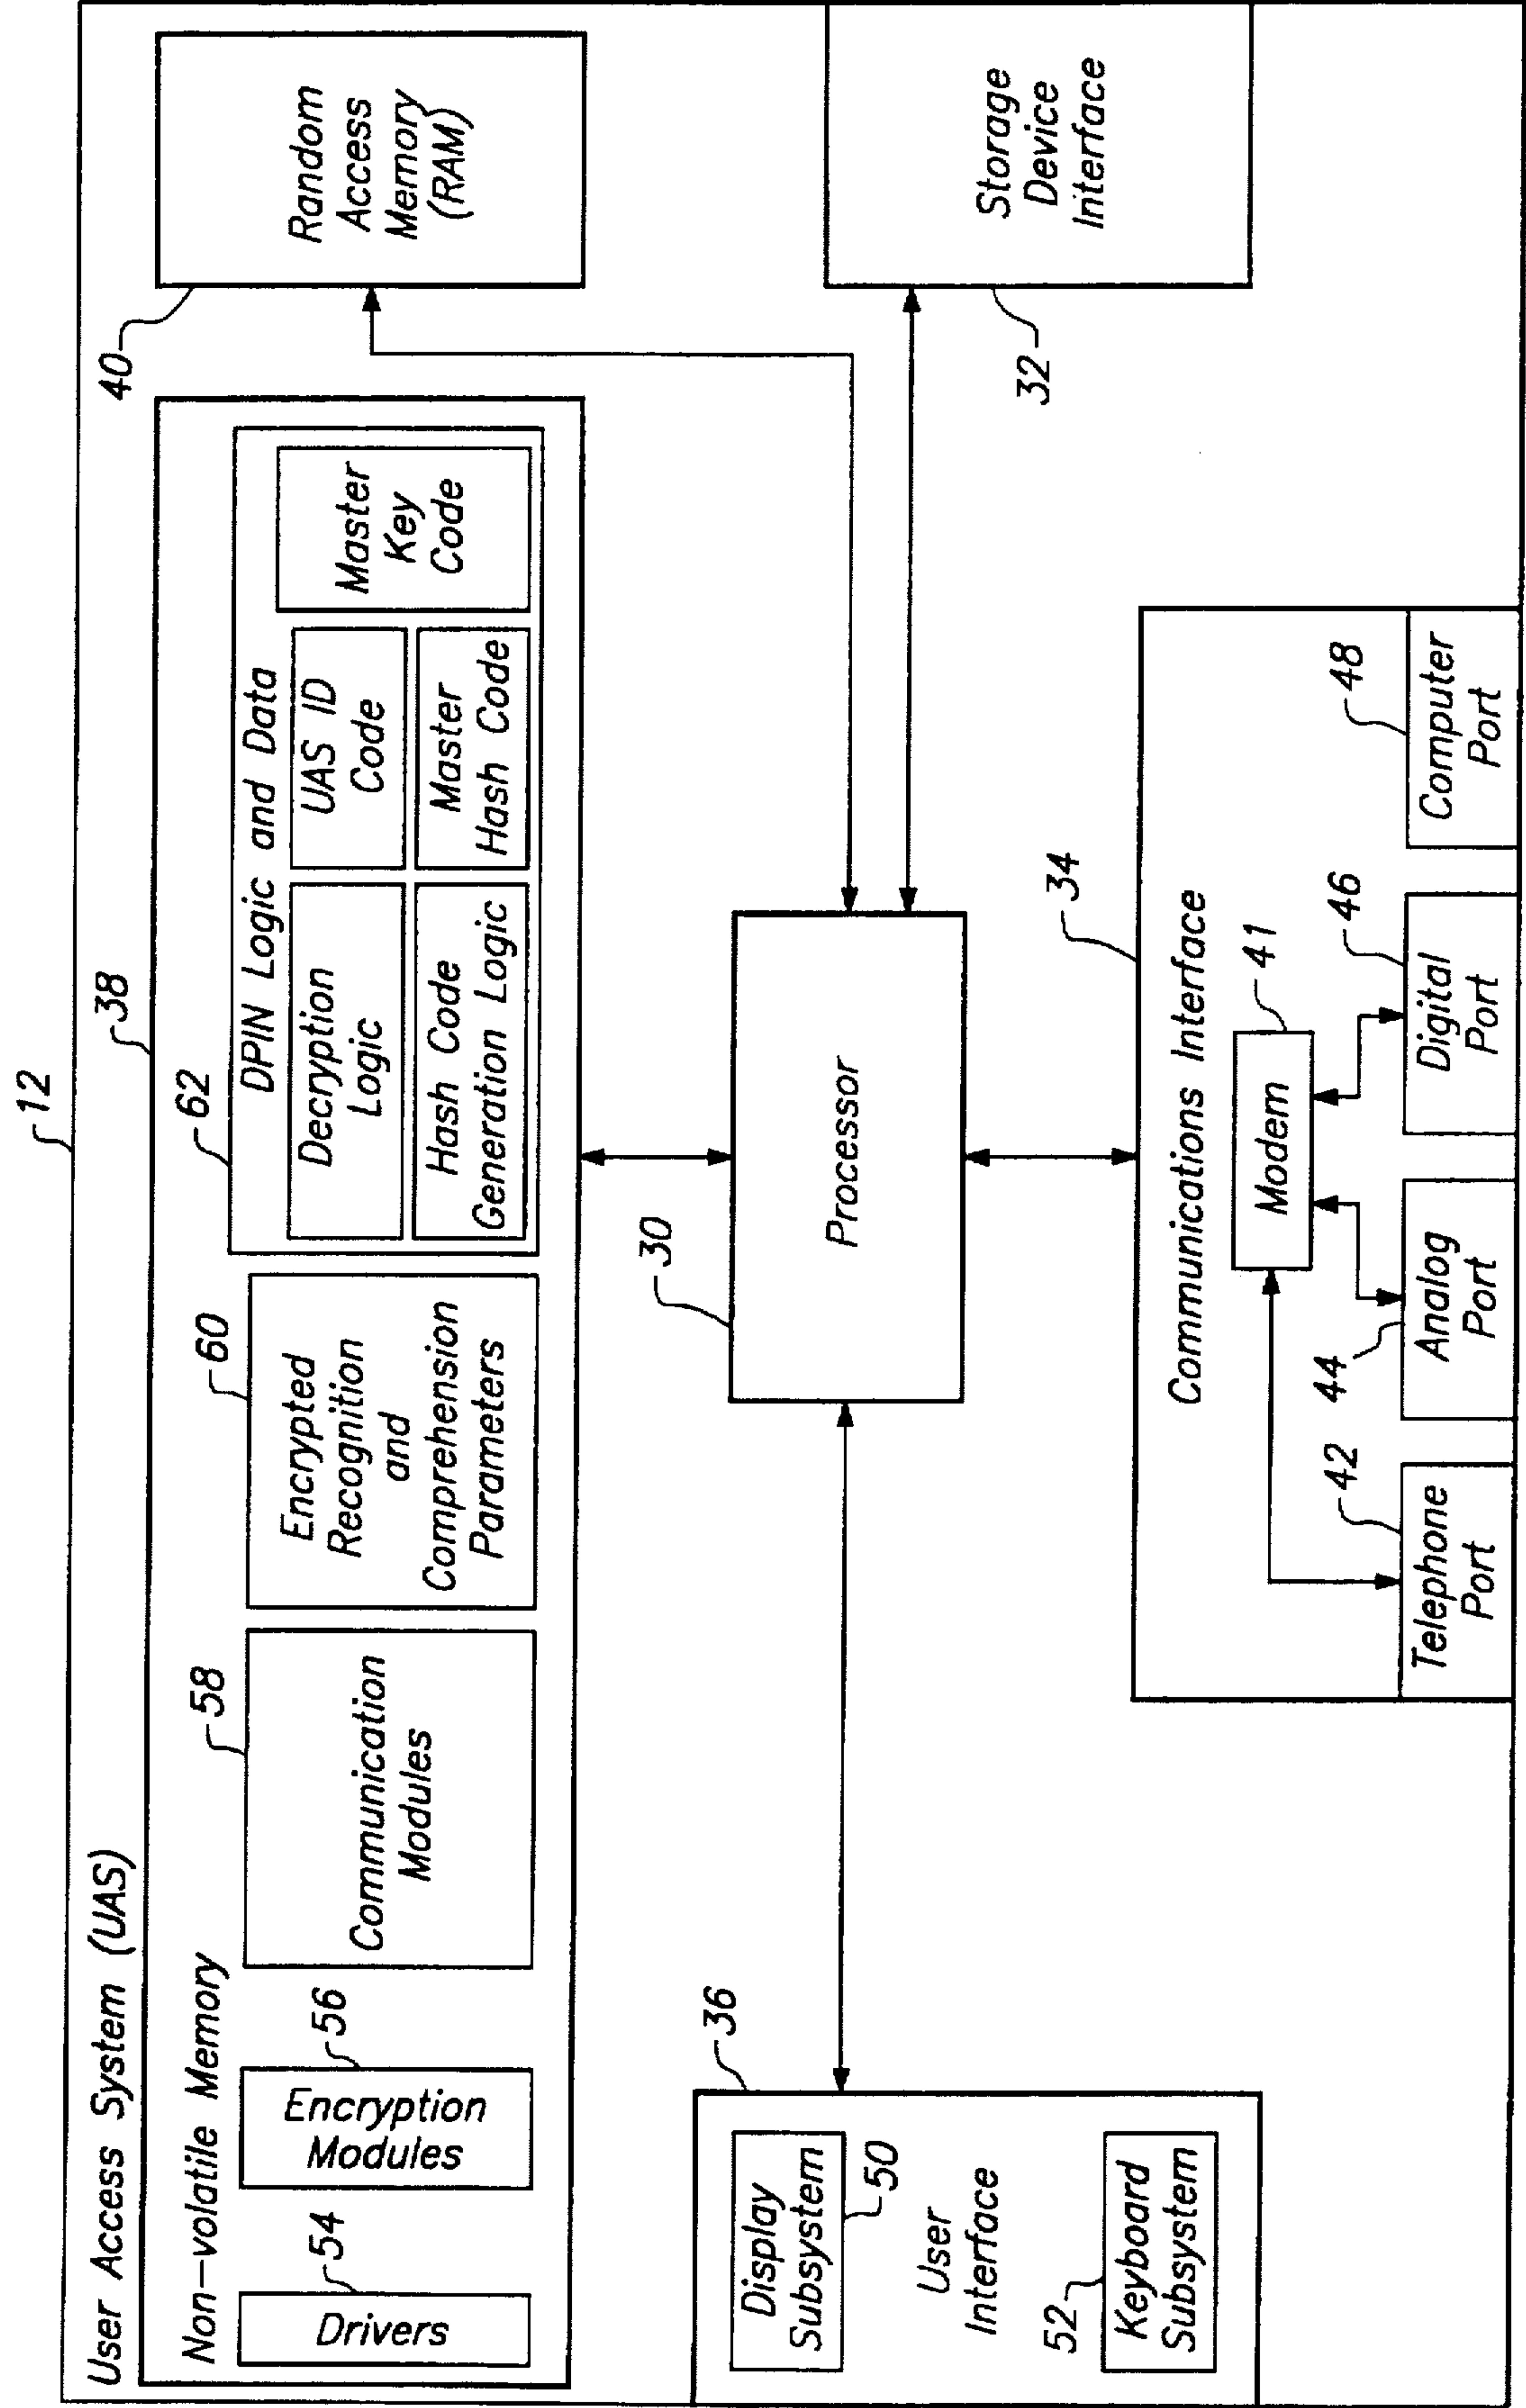 12
User Access System (UAS)
38
Non-volatile Memory
54
Drivers
56
Encryption
Modules
58
Communication
Modules
60
Encrypted
Recognition
and
Comprehension
Parameters
62
DPIN Logic and Data
Decryption
Logic
UAS ID
Code
Hash Code
Generation Logic
Master
Hash Code
Master
Key
Code
40
Random
Access
Memory
(RAM)
36
Display
Subsystem
50
User
Interface
52
Keyboard
Subsystem
30
Processor
32
Storage
Device
Interface
34
Communications Interface
41
Modem
42
Telephone
Port
44
Analog
Port
46
Digital
Port
48
Computer
Port